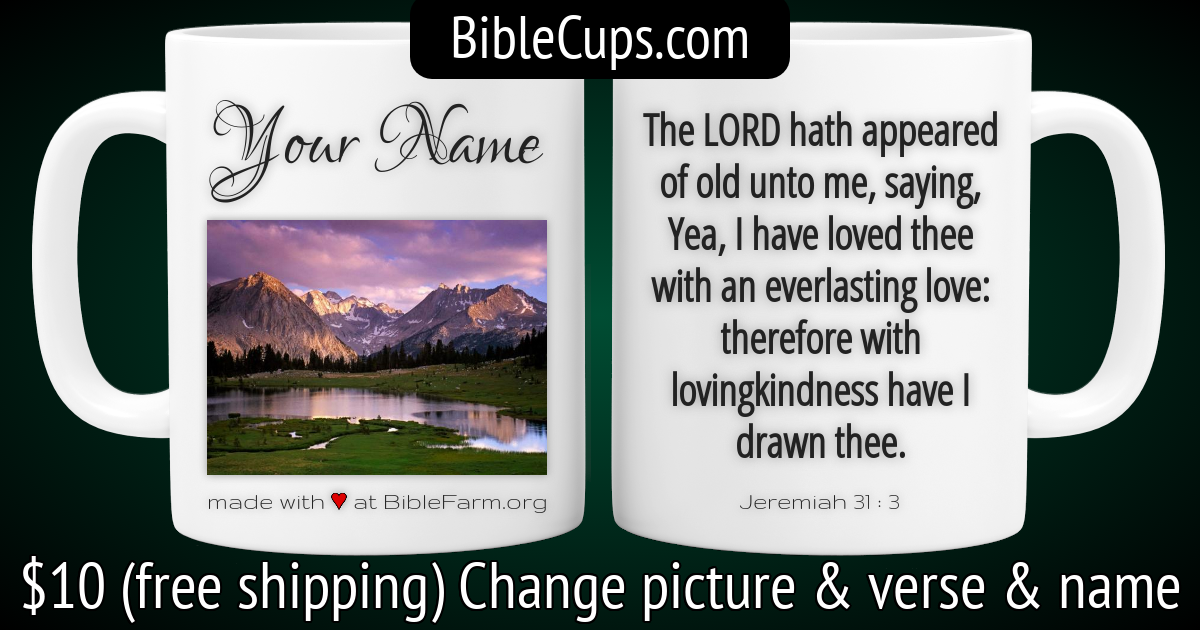 BibleCups.com
Your Name
made with ♥ at BibleFarm.org
The LORD hath appeared
of old unto me, saying,
Yea, I have loved thee
with an everlasting love:
therefore with
lovingkindness have I
drawn thee.
Jeremiah 31 : 3
$10 (free shipping) Change picture & verse & name